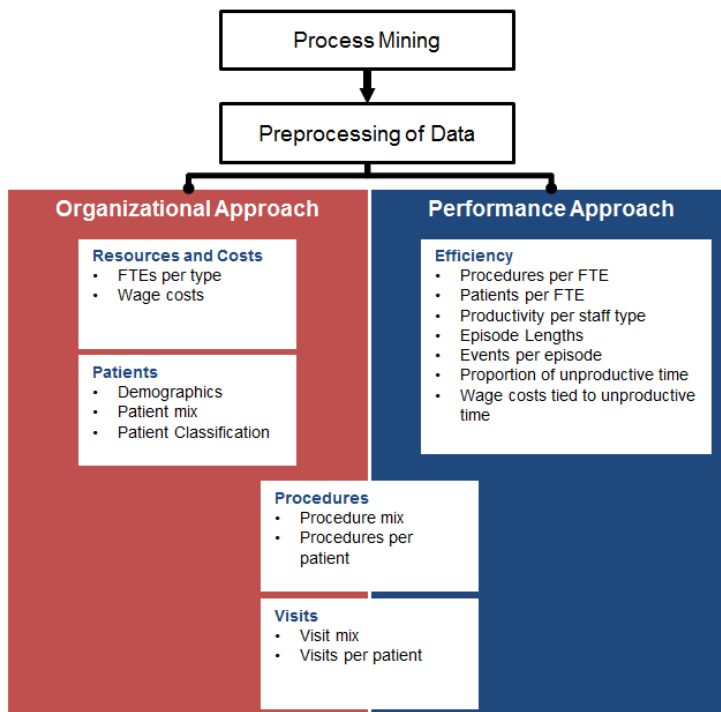 Process Mining
Preprocessing of Data
Organizational Approach
Performance Approach
Resources and Costs
• FTEs per type
• Wage costs
Patients
• Demographics
• Patient mix
• Patient Classification
Efficiency
• Procedures per FTE
• Patients per FTE
• Productivity per staff type
• Episode Lengths
• Events per episode
• Proportion of unproductive time
• Wage costs tied to unproductive
time
Procedures
• Procedure mix
• Procedures per
patient
Visits
• Visit mix
• Visits per patient